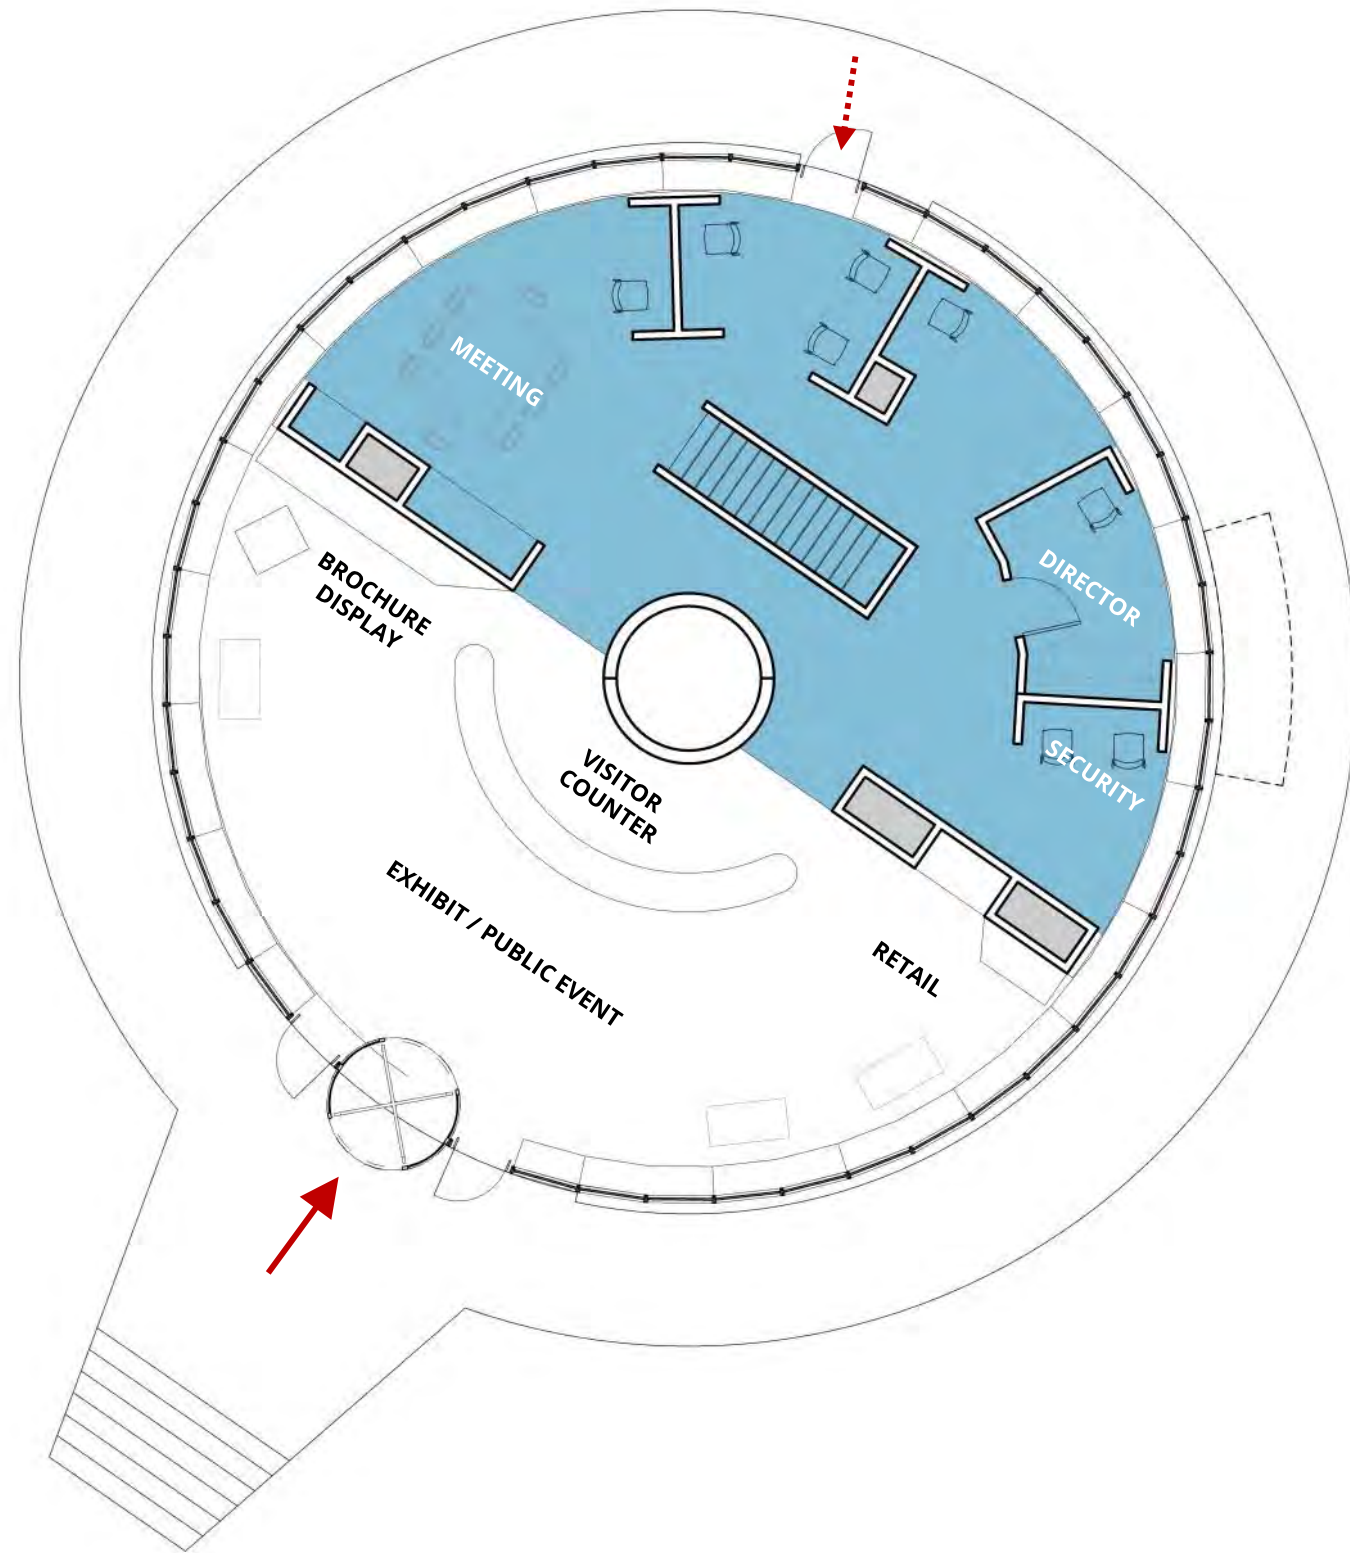 MEETING
BROCHURE
DISPLAY
DIRECTOR
SECURITY
VISITOR
COUNTER
EXHIBIT / PUBLIC EVENT
RETAIL